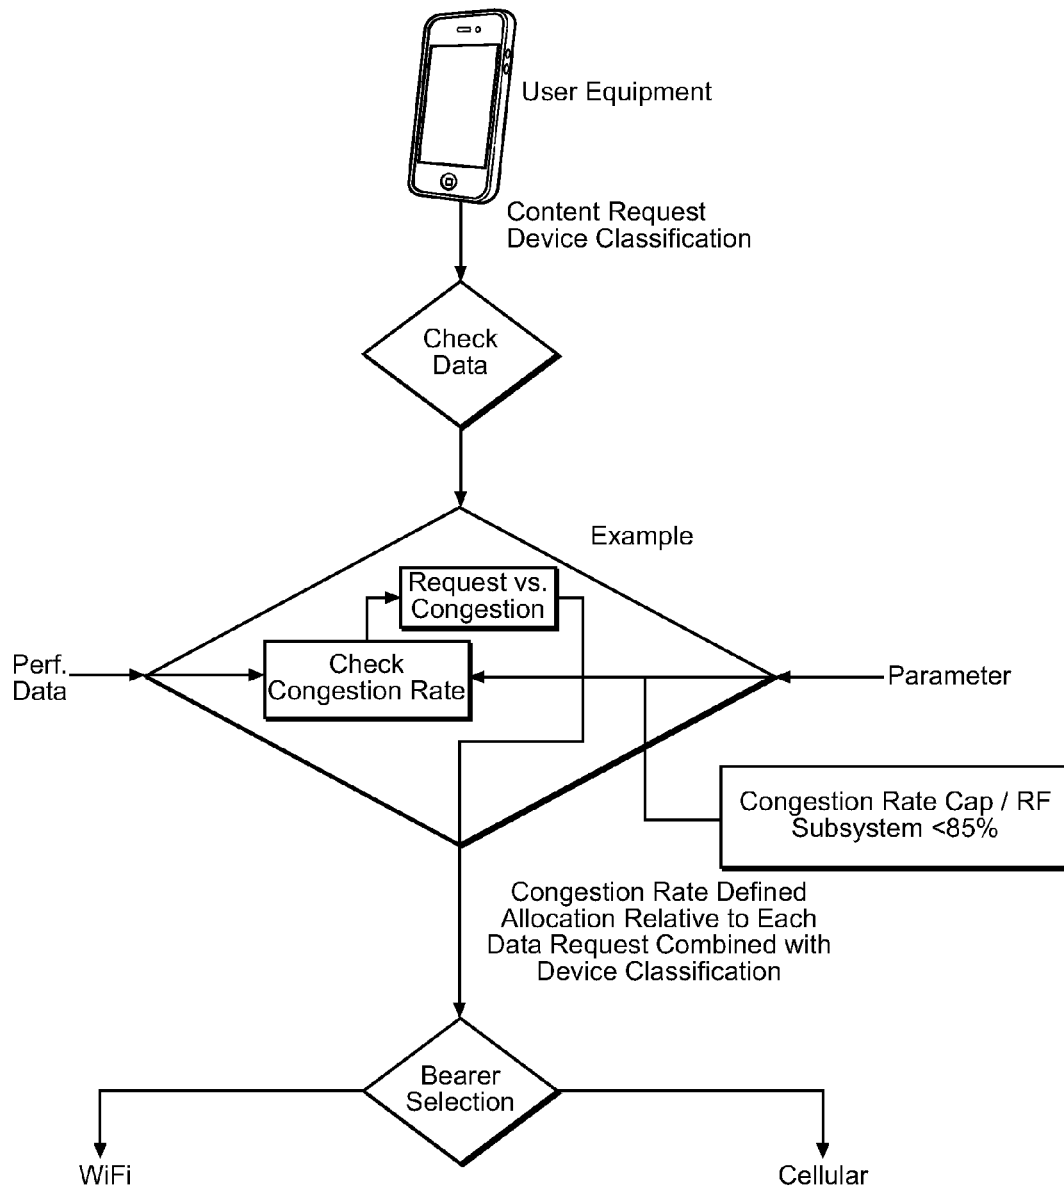 User Equipment
Content Request
Device Classification
Check
Data
Example
Request vs.
Congestion
Perf.
Data
Check
Congestion Rate
Parameter
Congestion Rate Cap / RF
Subsystem <85%
Congestion Rate Defined
Allocation Relative to Each
Data Request Combined with
Device Classification
Bearer
Selection
WiFi
Cellular